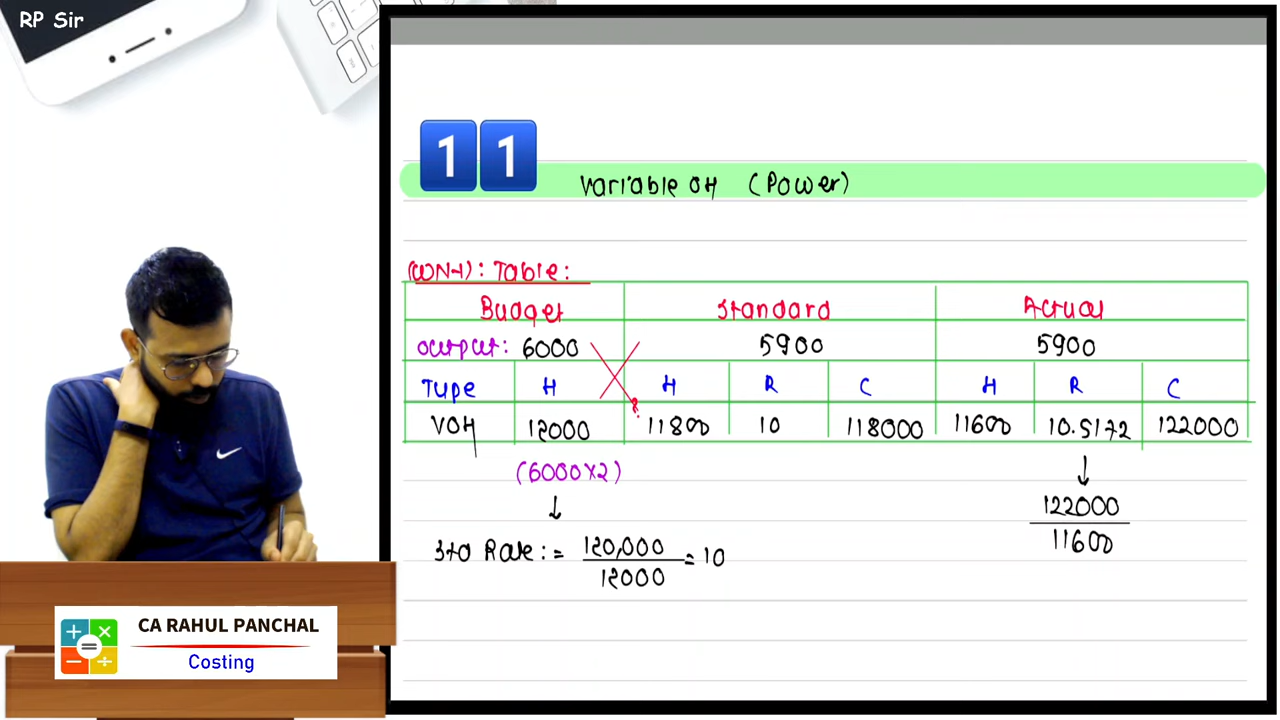 RP Sir
11
Variable OH (Power)
(WN-1): Table:
Budget Standard Actual
output: 6000 5900 5900
Type H H R C H R C
VOH 12000 ? 11800 10 118000 11600 10.5172 122000
(6000x2)
↓ ↓
122000
11600
Std Rate := 120,000 = 10
12000
CA RAHUL PANCHAL
Costing